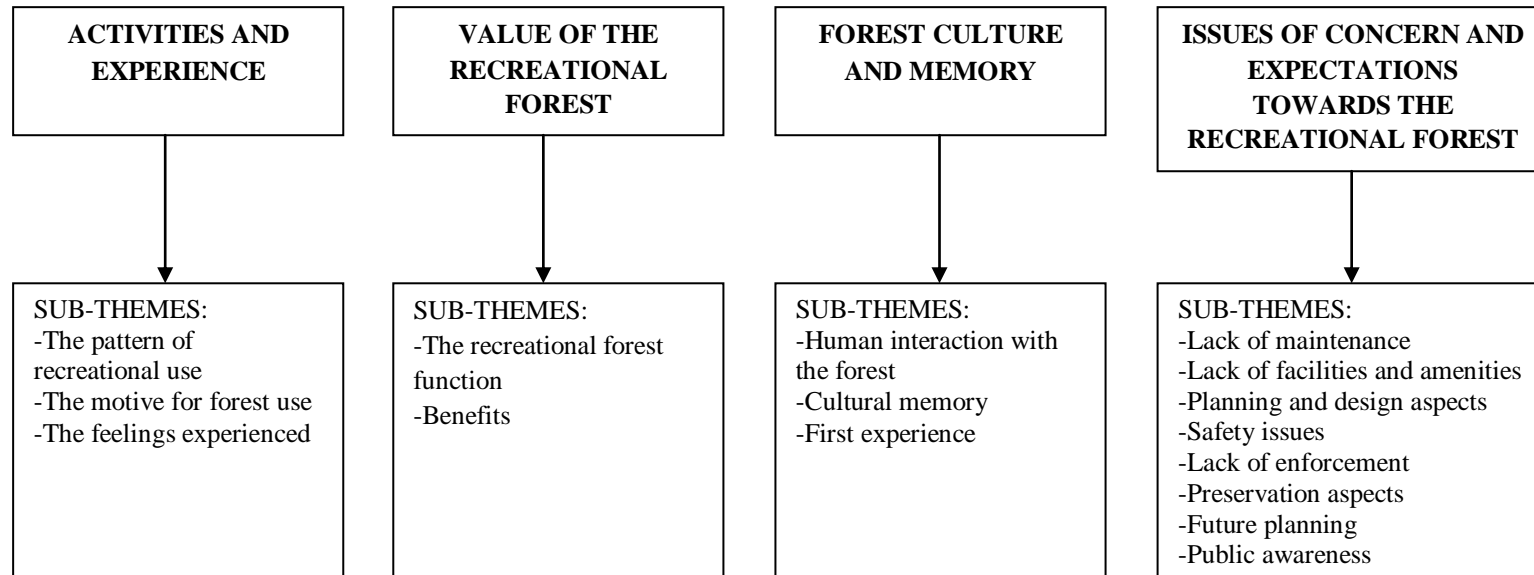 ACTIVITIES AND
EXPERIENCE
VALUE OF THE
RECREATIONAL
FOREST
FOREST CULTURE
AND MEMORY
ISSUES OF CONCERN AND
EXPECTATIONS
TOWARDS THE
RECREATIONAL FOREST
SUB-THEMES:
-The pattern of
recreational use
-The motive for forest use
-The feelings experienced
SUB-THEMES:
-The recreational forest
function
-Benefits
SUB-THEMES:
-Human interaction with
the forest
-Cultural memory
-First experience
SUB-THEMES:
-Lack of maintenance
-Lack of facilities and amenities
-Planning and design aspects
-Safety issues
-Lack of enforcement
-Preservation aspects
-Future planning
-Public awareness